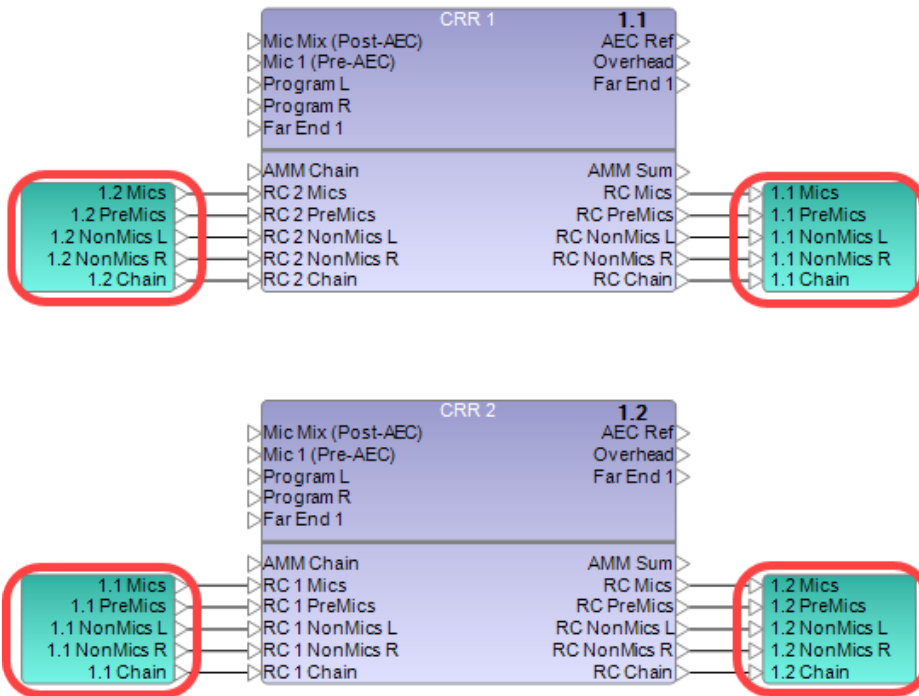 CRR 1 1.1
Mic Mix (Post-AEC) AEC Ref
Mic 1 (Pre-AEC) Overhead
Program L Far End 1
Program R
Far End 1
AMM Chain AMM Sum
1.2 Mics RC 2 Mics RC Mics 1.1 Mics
1.2 PreMics RC 2 PreMics RC PreMics 1.1 PreMics
1.2 NonMics L RC 2 NonMics L RC NonMics L 1.1 NonMics L
1.2 NonMics R RC 2 NonMics R RC NonMics R 1.1 NonMics R
1.2 Chain RC 2 Chain RC Chain 1.1 Chain
CRR 2 1.2
Mic Mix (Post-AEC) AEC Ref
Mic 1 (Pre-AEC) Overhead
Program L Far End 1
Program R
Far End 1
AMM Chain AMM Sum
1.1 Mics RC 1 Mics RC Mics 1.2 Mics
1.1 PreMics RC 1 PreMics RC PreMics 1.2 PreMics
1.1 NonMics L RC 1 NonMics L RC NonMics L 1.2 NonMics L
1.1 NonMics R RC 1 NonMics R RC NonMics R 1.2 NonMics R
1.1 Chain RC 1 Chain RC Chain 1.2 Chain